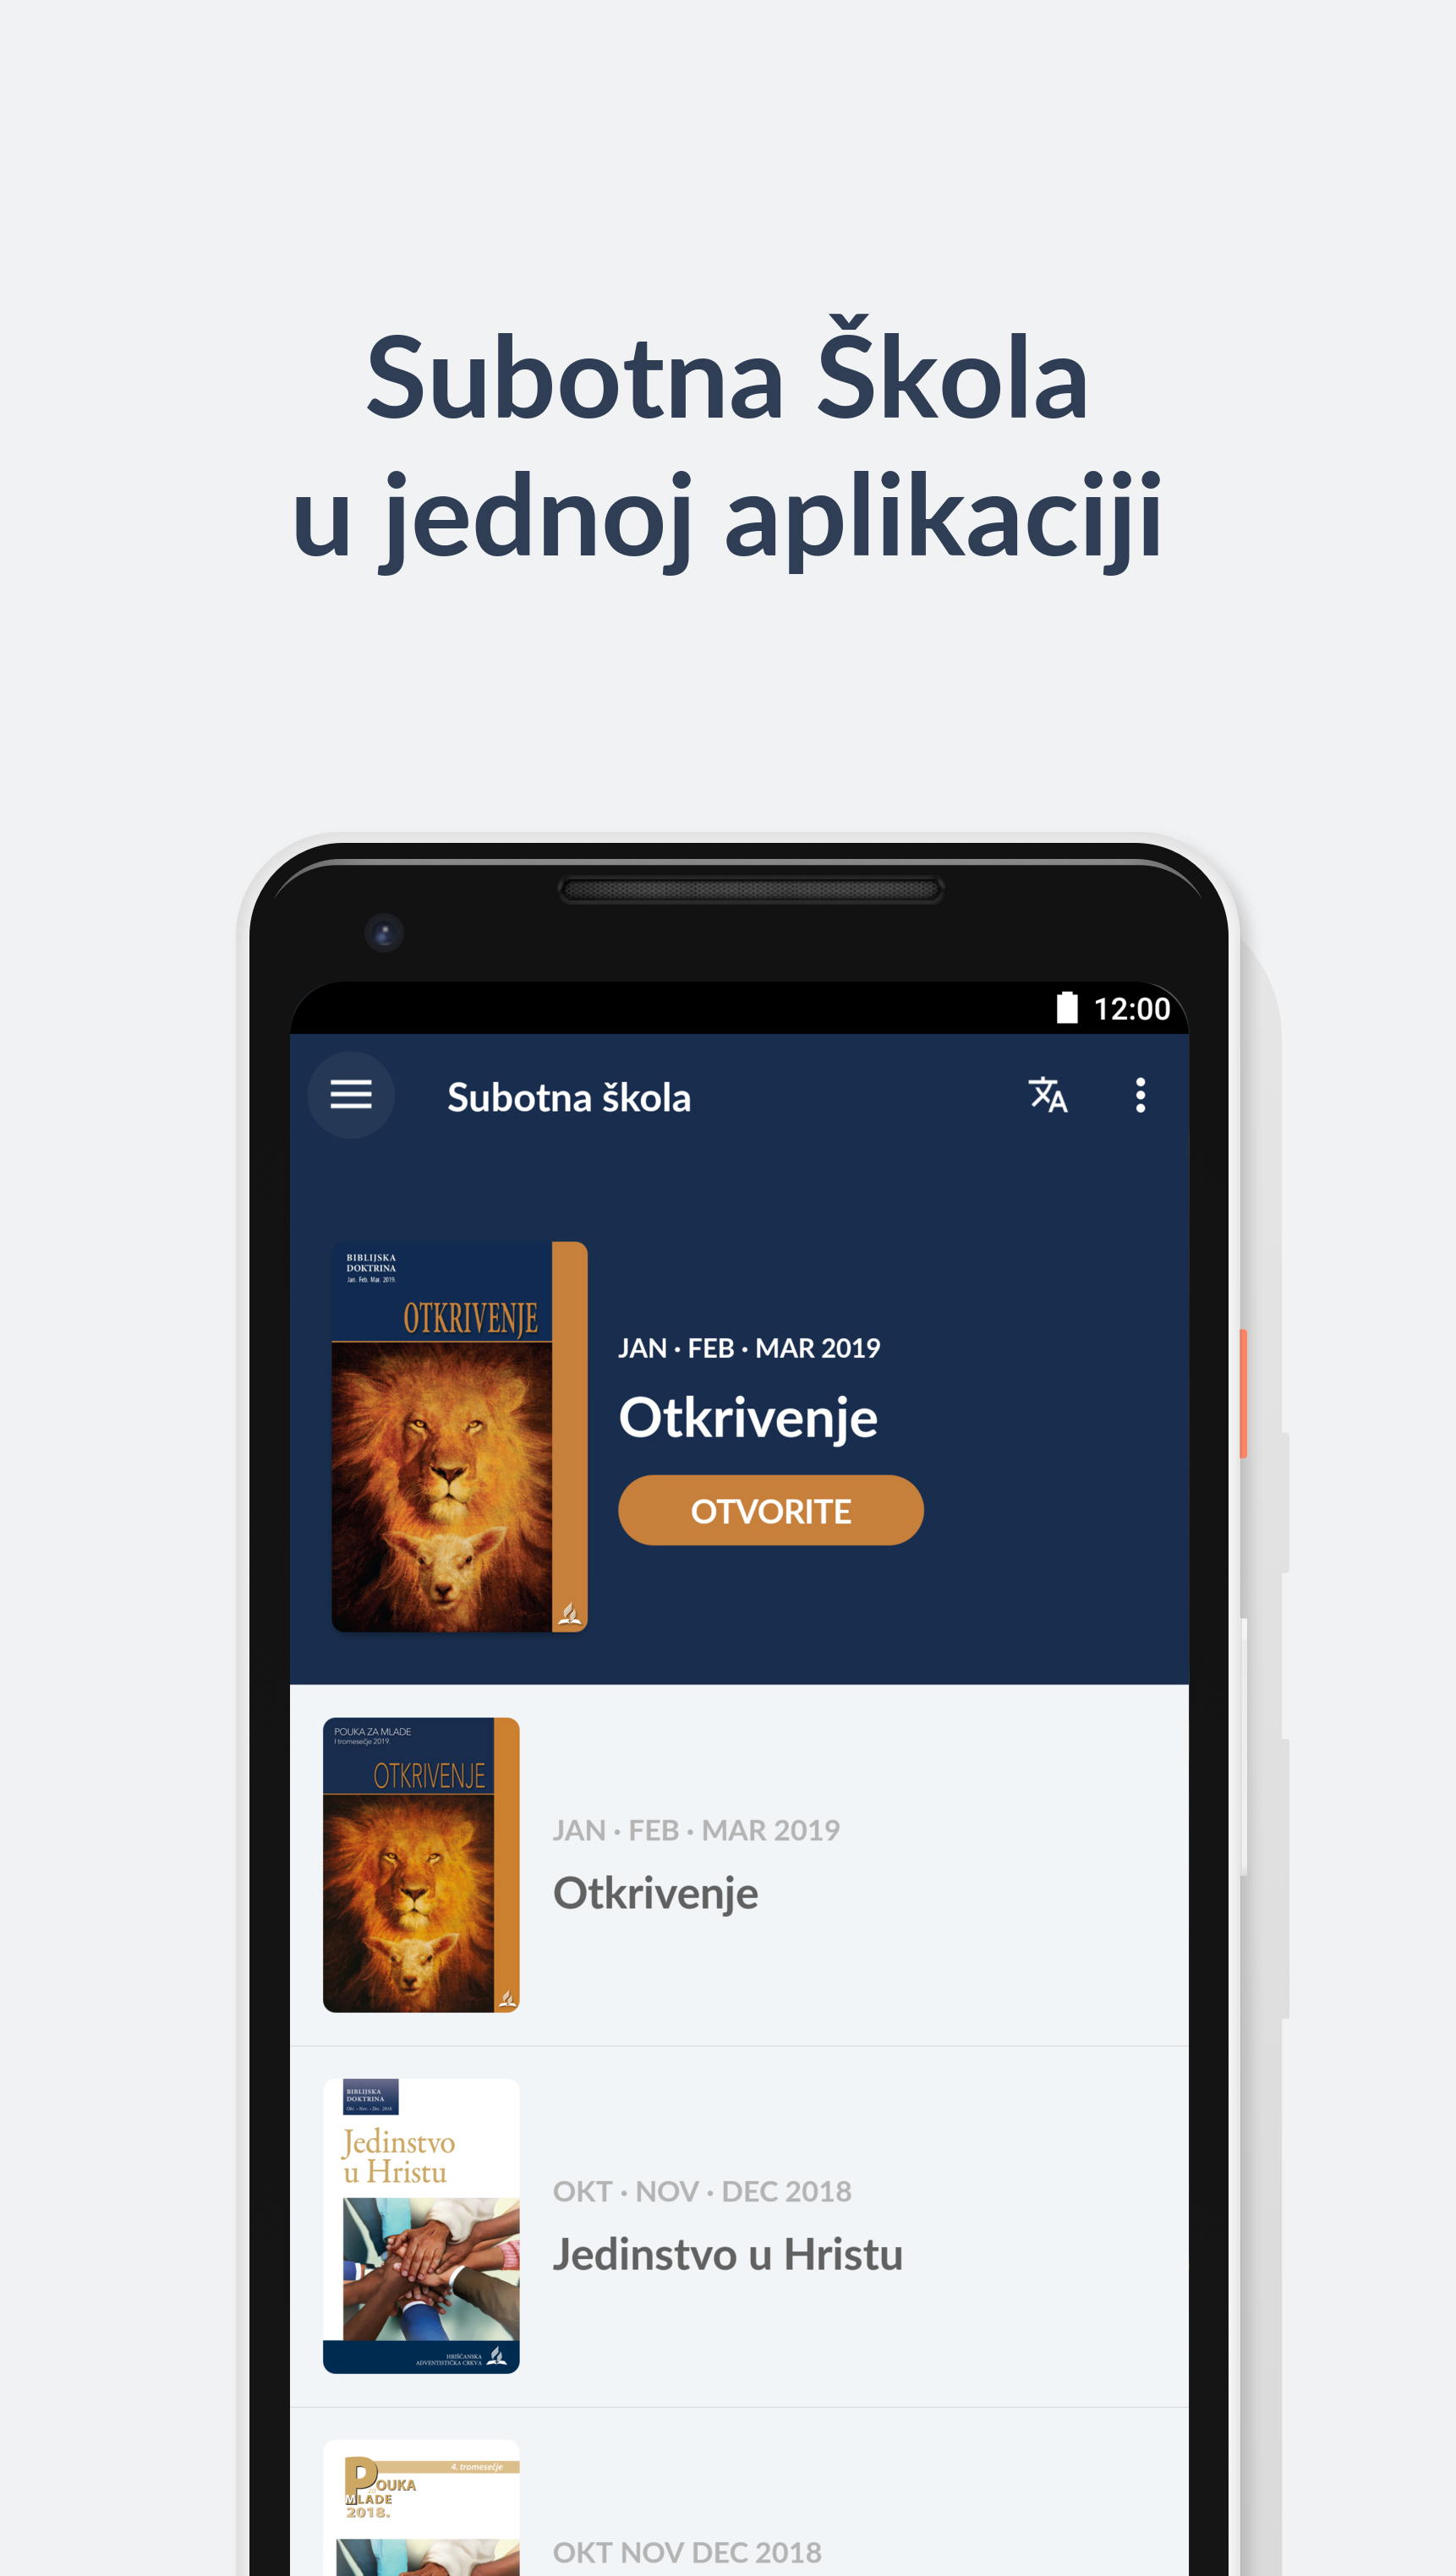 Subotna Škola
u jednoj aplikaciji
12:00
Subotna škola
BIBLIJSKA
DOKTRINA
Jan. Feb. Mar. 2019.
OTKRIVENJE
JAN · FEB · MAR 2019
Otkrivenje
OTVORITE
POUKA ZA MLADE
I tromesečje 2019.
OTKRIVENJE
JAN · FEB · MAR 2019
Otkrivenje
BIBLIJSKA
DOKTRINA
Okt. · Nov. · Dec. 2018
Jedinstvo
u Hristu
HRIŠĆANSKA
ADVENTISTIČKA CRKVA
OKT · NOV · DEC 2018
Jedinstvo u Hristu
4. tromesečje
POUKA
MLADE
2018.
OKT NOV DEC 2018